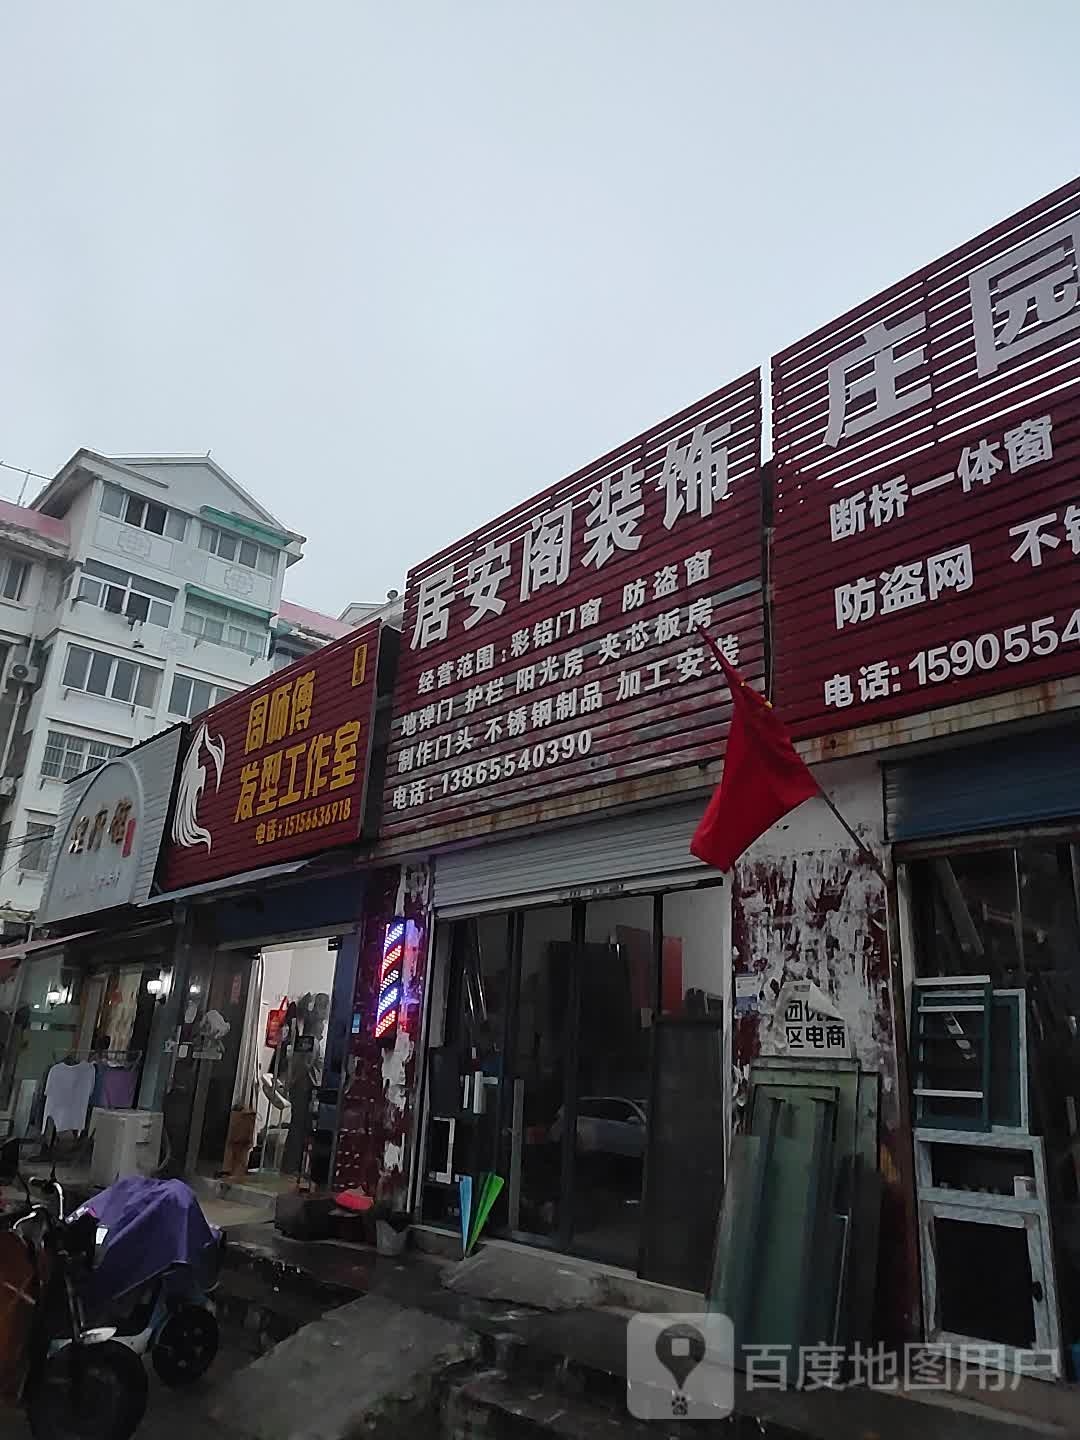 周师傅
发型工作室
电话:15156636918
居安阁装饰
经营范围:彩铝门窗 防盗窗
地弹门 护栏 阳光房 夹芯板房
制作门头 不锈钢制品 加工安装
电话:13865540390
庄园
断桥一体窗
防盗网 不锈
电话:1590554
区电商
百度地图用户